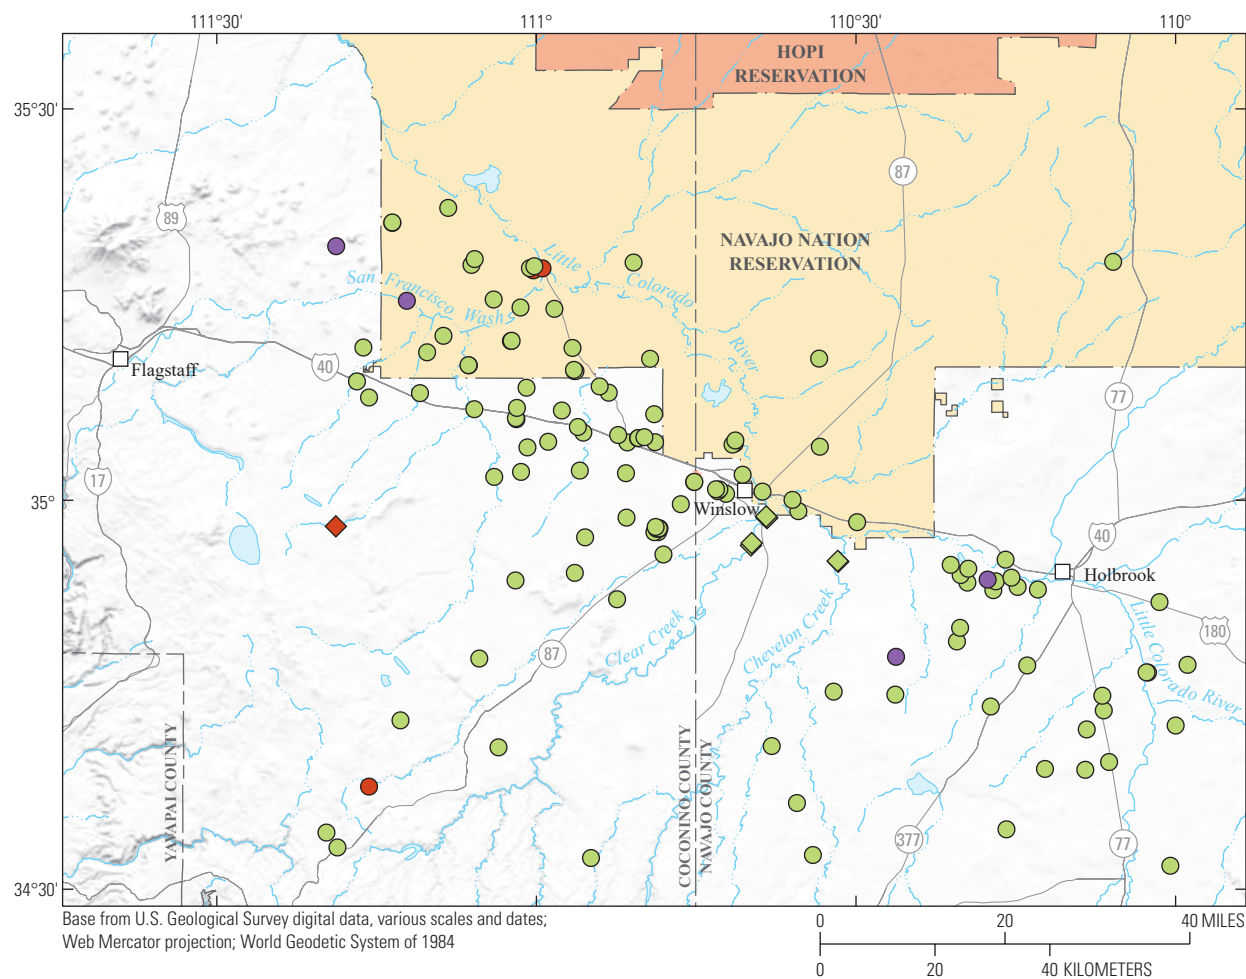 111°30'
111°
110°30'
110°
35°30'
35°
34°30'
HOPI
RESERVATION
87
89
NAVAJO NATION
RESERVATION
Little
Colorado
River
San Francisco Wash
40
Flagstaff
77
17
Winslow
40
Holbrook
180
Clear Creek
Chevelon Creek
Little Colorado River
87
YAVAPAI COUNTY
COCONINO COUNTY
NAVAJO COUNTY
377
77
Base from U.S. Geological Survey digital data, various scales and dates;
Web Mercator projection; World Geodetic System of 1984
0 20 40 MILES
0 20 40 KILOMETERS